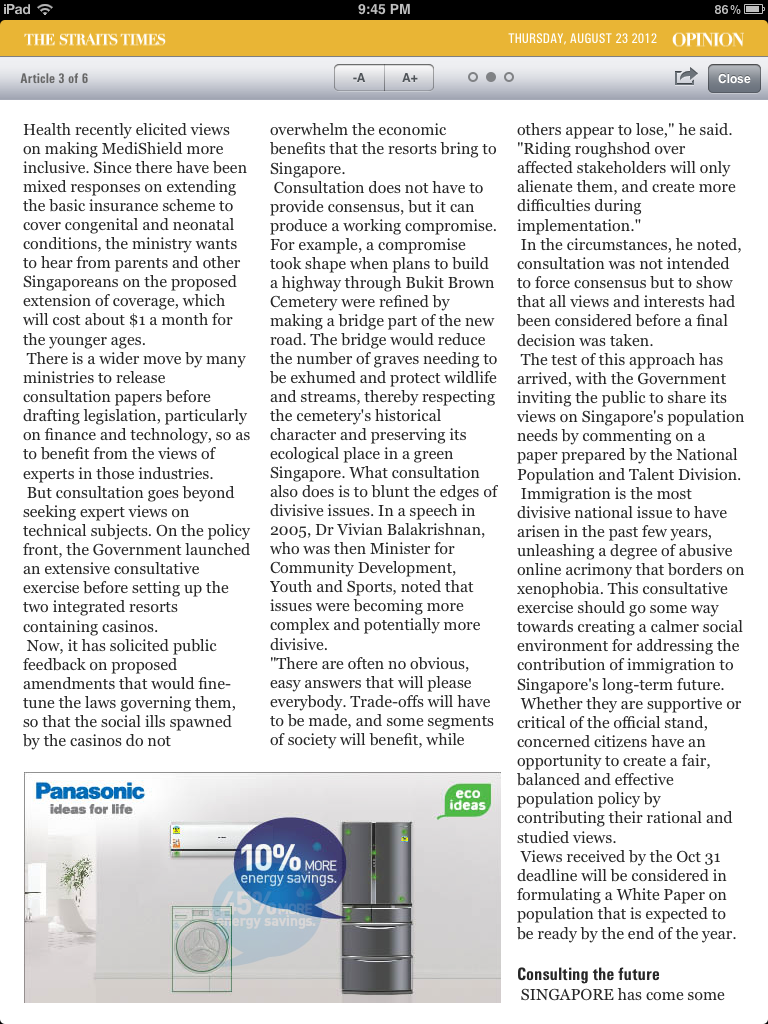 iPad
9:45 PM
86%
THE STRAITS TIMES
THURSDAY, AUGUST 23 2012
OPINION
Article 3 of 6
-A
A+
Close
Health recently elicited views
on making MediShield more
inclusive. Since there have been
mixed responses on extending
the basic insurance scheme to
cover congenital and neonatal
conditions, the ministry wants
to hear from parents and other
Singaporeans on the proposed
extension of coverage, which
will cost about $1 a month for
the younger ages.
There is a wider move by many
ministries to release
consultation papers before
drafting legislation, particularly
on finance and technology, so as
to benefit from the views of
experts in those industries.
But consultation goes beyond
seeking expert views on
technical subjects. On the policy
front, the Government launched
an extensive consultative
exercise before setting up the
two integrated resorts
containing casinos.
Now, it has solicited public
feedback on proposed
amendments that would fine-
tune the laws governing them,
so that the social ills spawned
by the casinos do not
overwhelm the economic
benefits that the resorts bring to
Singapore.
Consultation does not have to
provide consensus, but it can
produce a working compromise.
For example, a compromise
took shape when plans to build
a highway through Bukit Brown
Cemetery were refined by
making a bridge part of the new
road. The bridge would reduce
the number of graves needing to
be exhumed and protect wildlife
and streams, thereby respecting
the cemetery's historical
character and preserving its
ecological place in a green
Singapore. What consultation
also does is to blunt the edges of
divisive issues. In a speech in
2005, Dr Vivian Balakrishnan,
who was then Minister for
Community Development,
Youth and Sports, noted that
issues were becoming more
complex and potentially more
divisive.
"There are often no obvious,
easy answers that will please
everybody. Trade-offs will have
to be made, and some segments
of society will benefit, while
others appear to lose," he said.
"Riding roughshod over
affected stakeholders will only
alienate them, and create more
difficulties during
implementation."
In the circumstances, he noted,
consultation was not intended
to force consensus but to show
that all views and interests had
been considered before a final
decision was taken.
The test of this approach has
arrived, with the Government
inviting the public to share its
views on Singapore's population
needs by commenting on a
paper prepared by the National
Population and Talent Division.
Immigration is the most
divisive national issue to have
arisen in the past few years,
unleashing a degree of abusive
online acrimony that borders on
xenophobia. This consultative
exercise should go some way
towards creating a calmer social
environment for addressing the
contribution of immigration to
Singapore's long-term future.
Whether they are supportive or
critical of the official stand,
concerned citizens have an
opportunity to create a fair,
balanced and effective
population policy by
contributing their rational and
studied views.
Views received by the Oct 31
deadline will be considered in
formulating a White Paper on
population that is expected to
be ready by the end of the year.
Consulting the future
SINGAPORE has come some
Panasonic
ideas for life
eco
ideas
10% MORE
energy savings.
45% MORE
energy savings.